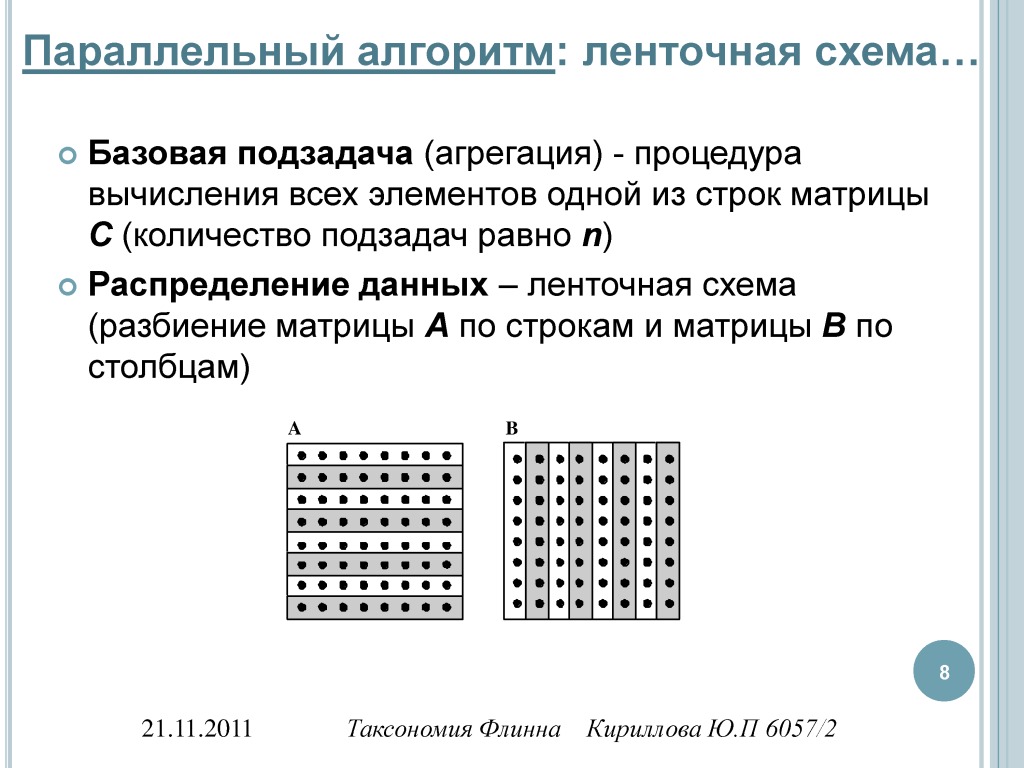 Параллельный алгоритм: ленточная схема…
Базовая подзадача (агрегация) - процедура
вычисления всех элементов одной из строк матрицы
С (количество подзадач равно n)
Распределение данных – ленточная схема
(разбиение матрицы A по строкам и матрицы B по
столбцам)
A B
8
21.11.2011 Таксономия Флинна Кириллова Ю.П 6057/2